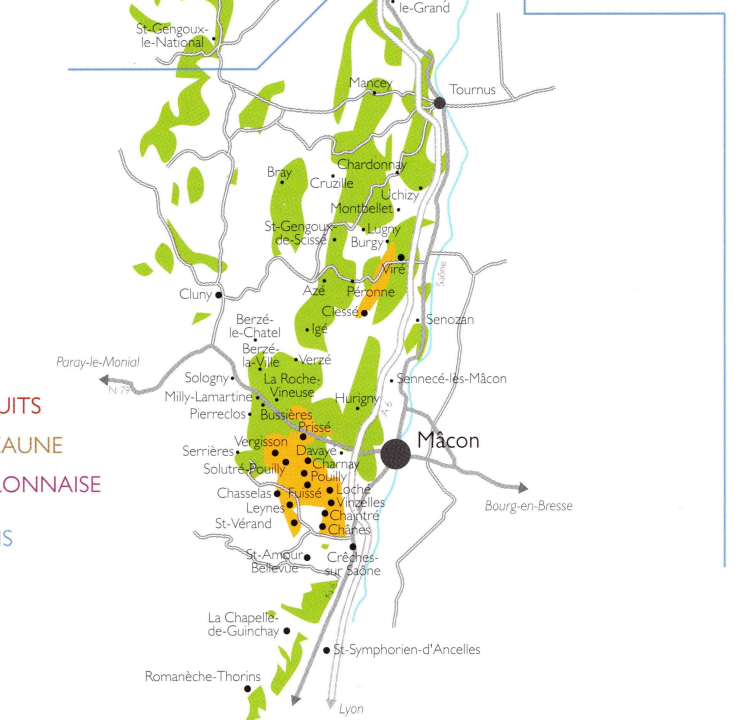 le-Grand
St-Gengoux-
le-National
Mancey
Tournus
Chardonnay
Bray
Cruzille
Uchizy
Montbellet
St-Gengoux-
de-Scissé
Lugny
Burgy
Viré
Saône
Azé
Péronne
Cluny
Clessé
Berzé-
le-Chatel
Igé
Senozan
Berzé-
la-Ville
Verzé
Paray-le-Monial
N 79
Sologny
La Roche-
Vineuse
Sennecé-lès-Mâcon
Milly-Lamartine
Hurigny
A 6
UITS
Pierreclos
Bussières
Prissé
EAUNE
Vergisson
Mâcon
Serrières
Davayé
Solutré-Pouilly
Charnay
Pouilly
LONNAISE
Chasselas
Fuissé
Loché
Leynes
Vinzelles
Bourg-en-Bresse
St-Vérand
Chaintré
Chânes
IS
St-Amour
Bellevue
Crêches-
sur Saône
N 6
La Chapelle-
de-Guinchay
St-Symphorien-d'Ancelles
Romanèche-Thorins
Lyon